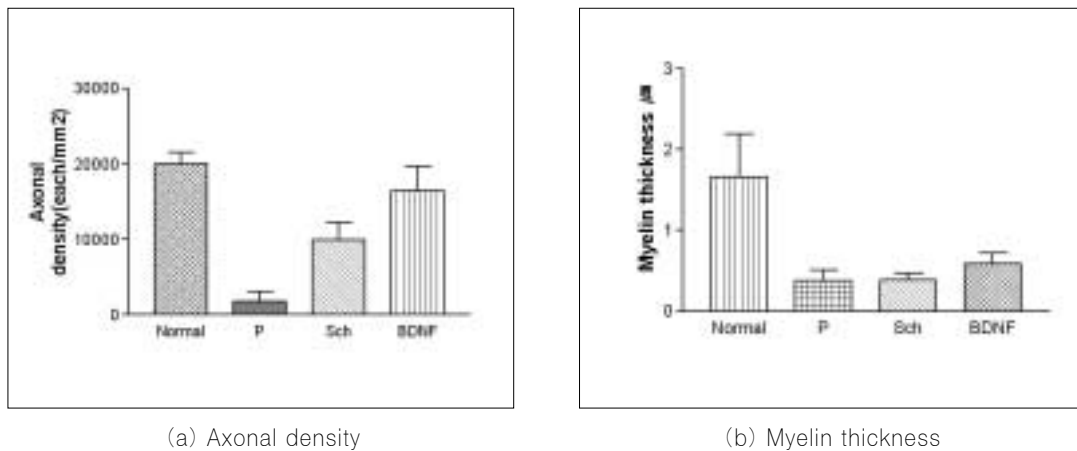 30000
20000
10000
0
Axonal
density(each/mm2)
Normal
P
Sch
BDNF
(a) Axonal density
3
2
1
0
Myelin thickness ㎛
Normal
P
Sch
BDNF
(b) Myelin thickness